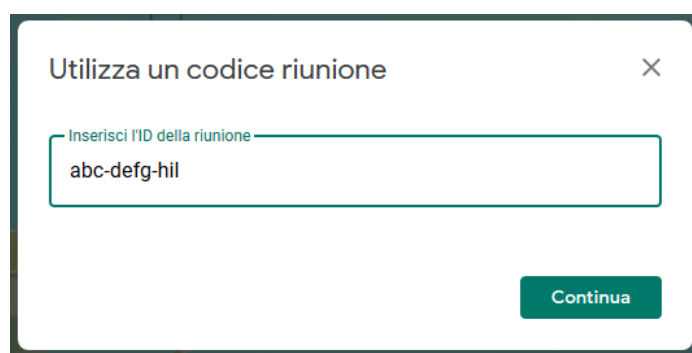 Utilizza un codice riunione
Inserisci l'ID della riunione
abc-defg-hil
Continua